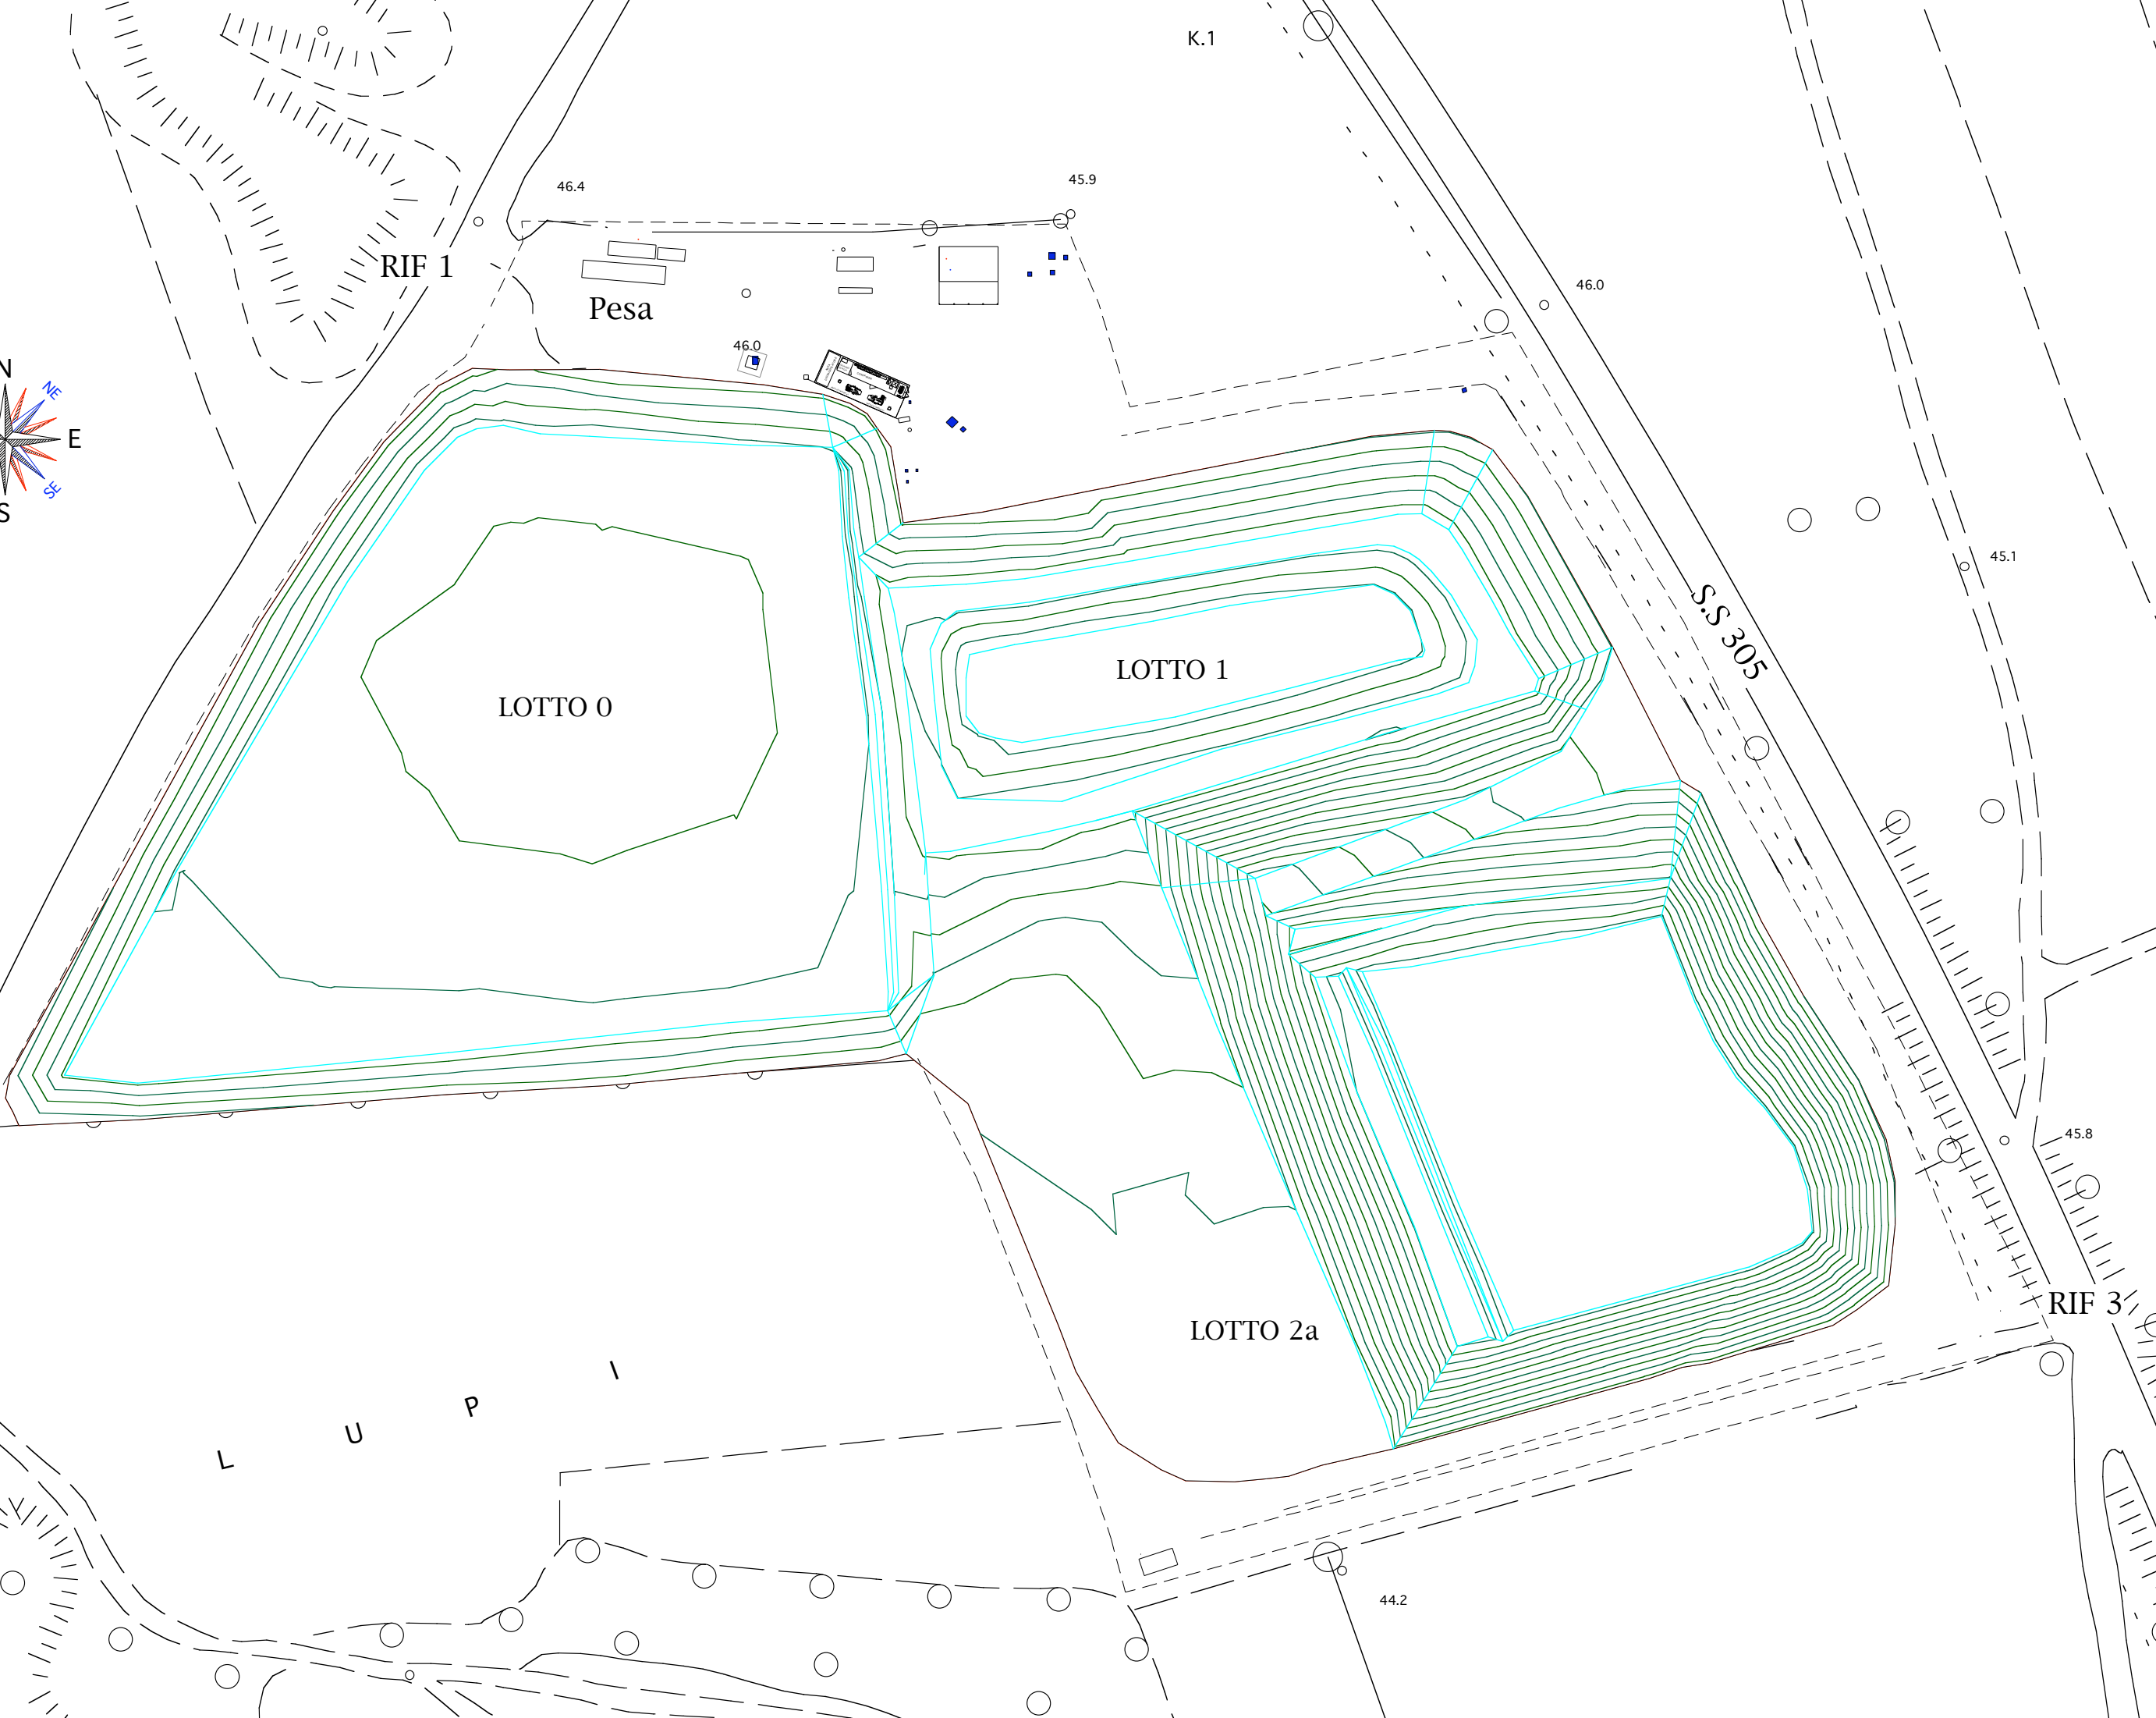 K.1
46.4
45.9
RIF 1
46.0
Pesa
46.0
N
NE
E
SE
S
45.1
S.S 305
LOTTO 1
LOTTO 0
45.8
RIF 3
LOTTO 2a
L U P I
44.2